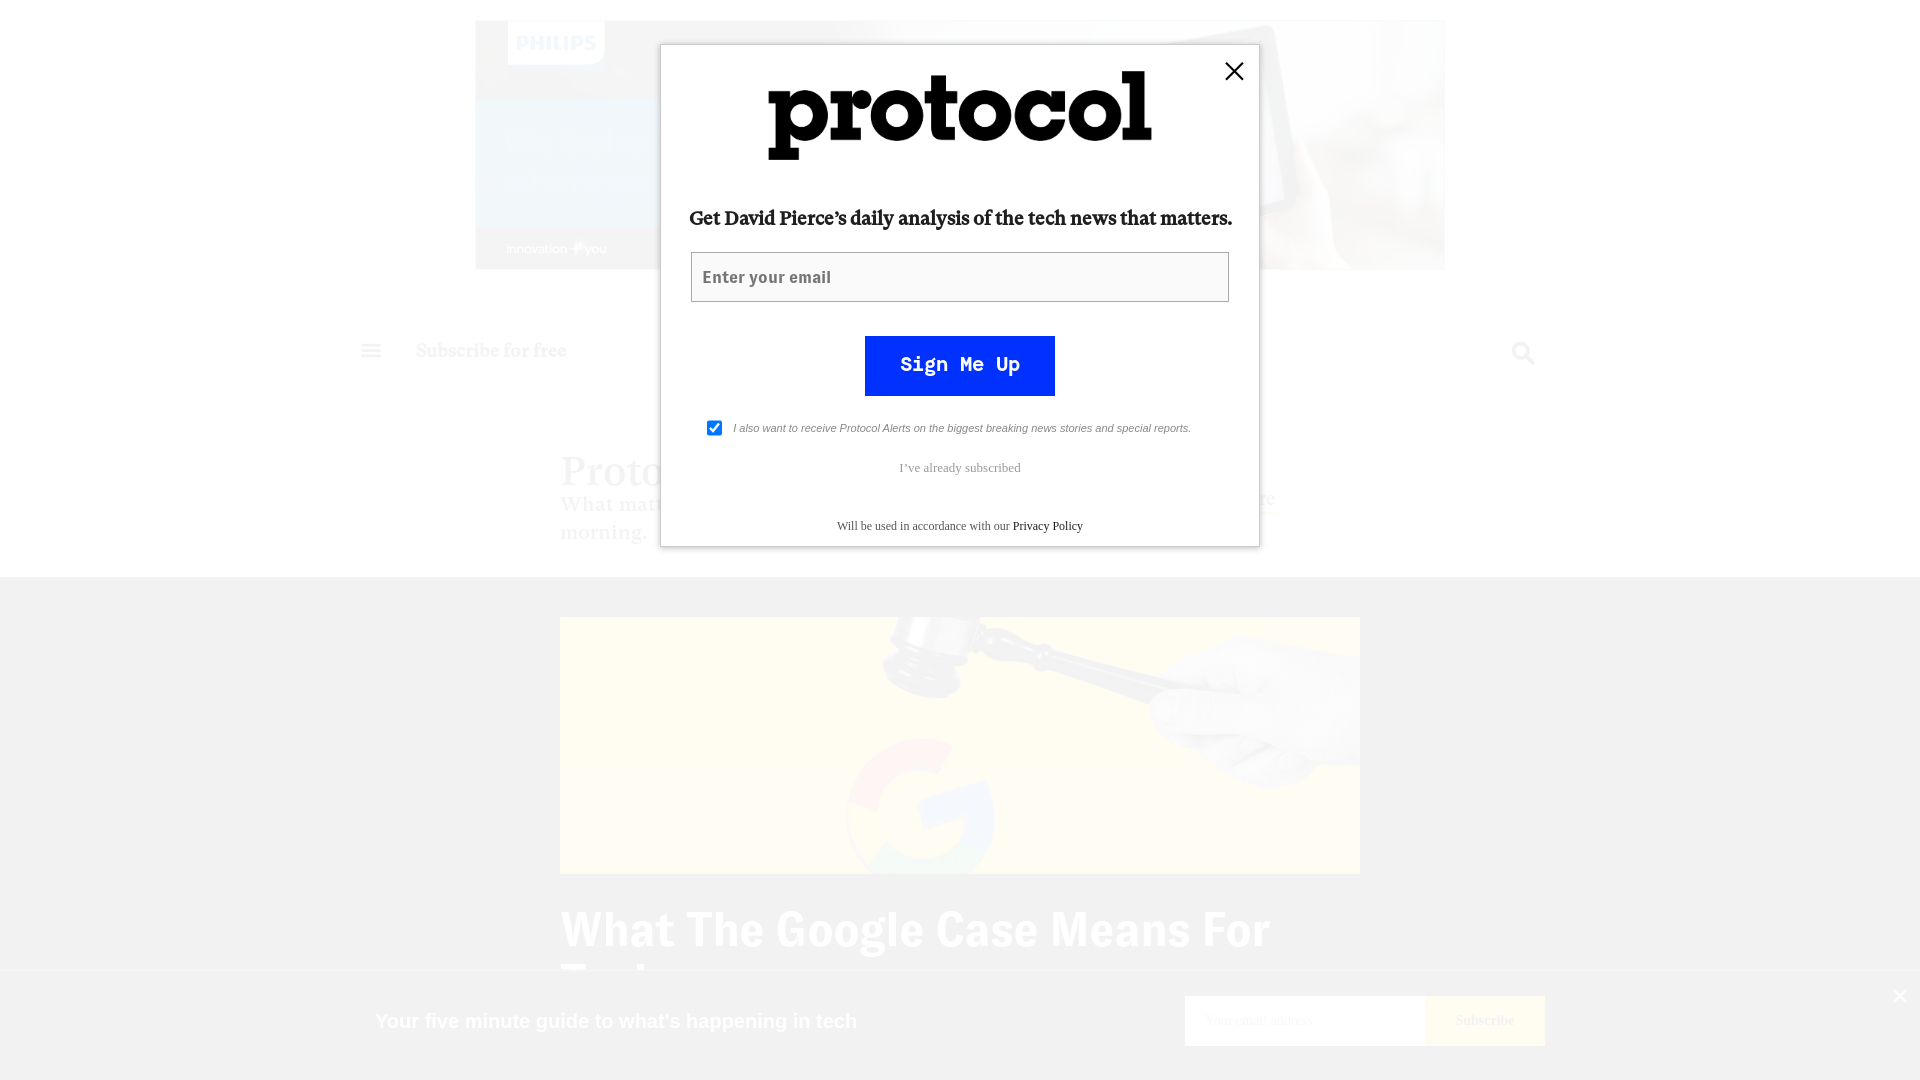 PHILIPS
innovation + you
protocol
Get David Pierce’s daily analysis of the tech news that matters.
Enter your email
Sign Me Up
I also want to receive Protocol Alerts on the biggest breaking news stories and special reports.
I’ve already subscribed
Will be used in accordance with our Privacy Policy
Subscribe for free
Proto
What matt
re
morning.
What The Google Case Means For
Your five minute guide to what's happening in tech
Your email address
Subscribe